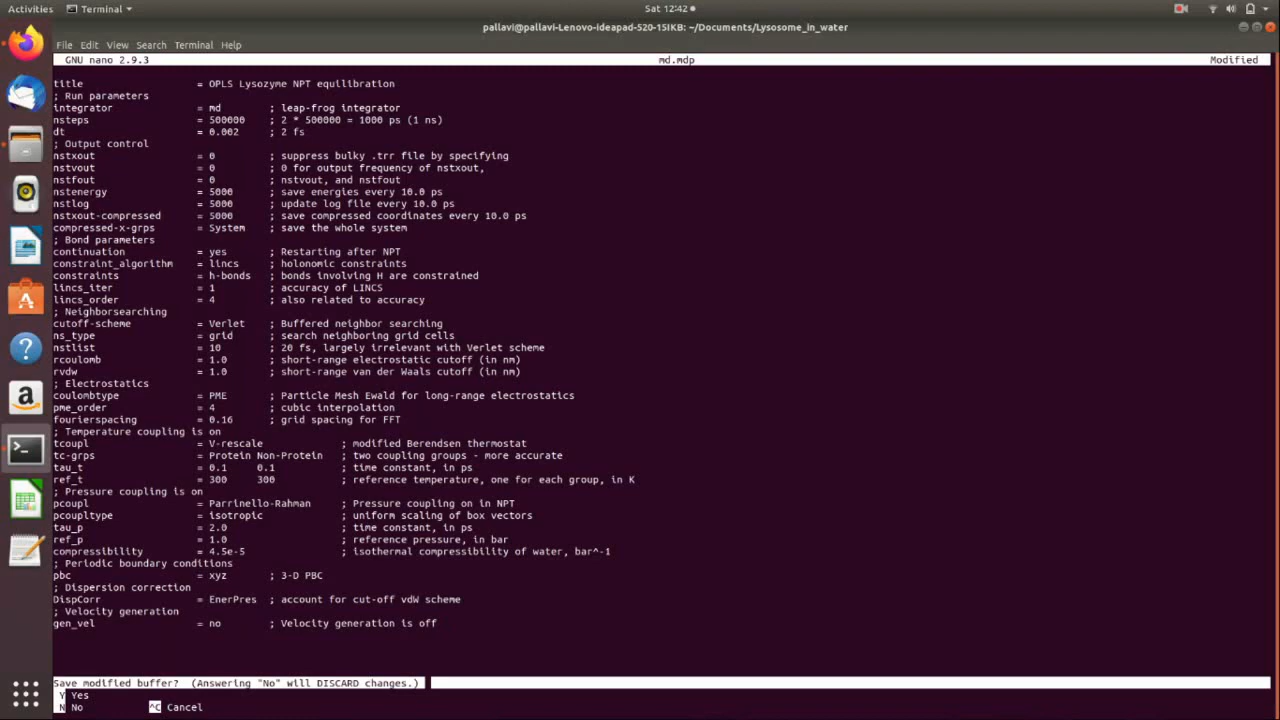 Activities Terminal Sat 12:42
pallavi@pallavi-Lenovo-ideapad-520-15IKB: ~/Documents/Lysosome_in_water
File Edit View Search Terminal Help
GNU nano 2.9.3 md.mdp Modified
title = OPLS Lysozyme NPT equilibration
; Run parameters
integrator = md ; leap-frog integrator
nsteps = 500000 ; 2 * 500000 = 1000 ps (1 ns)
dt = 0.002 ; 2 fs
; Output control
nstxout = 0 ; suppress bulky .trr file by specifying
nstvout = 0 ; 0 for output frequency of nstxout,
nstfout = 0 ; nstvout, and nstfout
nstenergy = 5000 ; save energies every 10.0 ps
nstlog = 5000 ; update log file every 10.0 ps
nstxout-compressed = 5000 ; save compressed coordinates every 10.0 ps
compressed-x-grps = System ; save the whole system
; Bond parameters
continuation = yes ; Restarting after NPT
constraint_algorithm = lincs ; holonomic constraints
constraints = h-bonds ; bonds involving H are constrained
lincs_iter = 1 ; accuracy of LINCS
lincs_order = 4 ; also related to accuracy
; Neighborsearching
cutoff-scheme = Verlet ; Buffered neighbor searching
ns_type = grid ; search neighboring grid cells
nstlist = 10 ; 20 fs, largely irrelevant with Verlet scheme
rcoulomb = 1.0 ; short-range electrostatic cutoff (in nm)
rvdw = 1.0 ; short-range van der Waals cutoff (in nm)
; Electrostatics
coulombtype = PME ; Particle Mesh Ewald for long-range electrostatics
pme_order = 4 ; cubic interpolation
fourierspacing = 0.16 ; grid spacing for FFT
; Temperature coupling is on
tcoupl = V-rescale ; modified Berendsen thermostat
tc-grps = Protein Non-Protein ; two coupling groups - more accurate
tau_t = 0.1 0.1 ; time constant, in ps
ref_t = 300 300 ; reference temperature, one for each group, in K
; Pressure coupling is on
pcoupl = Parrinello-Rahman ; Pressure coupling on in NPT
pcoupltype = isotropic ; uniform scaling of box vectors
tau_p = 2.0 ; time constant, in ps
ref_p = 1.0 ; reference pressure, in bar
compressibility = 4.5e-5 ; isothermal compressibility of water, bar^-1
; Periodic boundary conditions
pbc = xyz ; 3-D PBC
; Dispersion correction
DispCorr = EnerPres ; account for cut-off vdW scheme
; Velocity generation
gen_vel = no ; Velocity generation is off
Save modified buffer? (Answering "No" will DISCARD changes.)
Y Yes
N No ^C Cancel